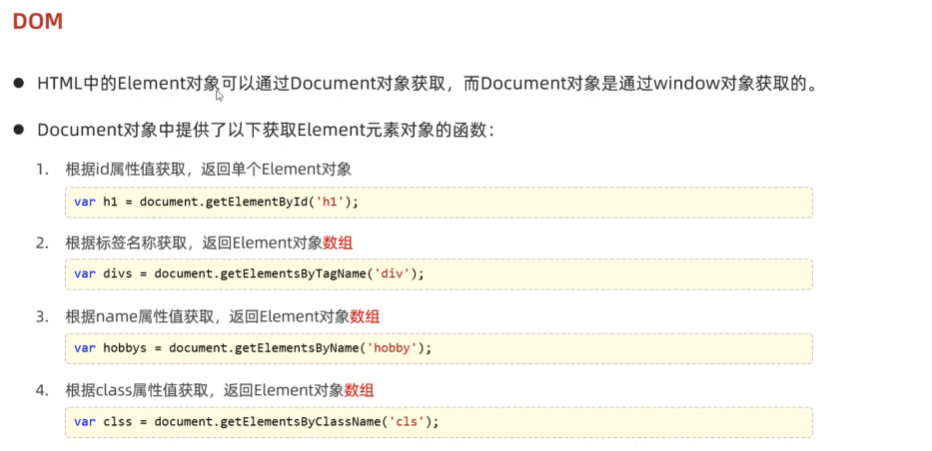 DOM
HTML中的Element对象可以通过Document对象获取，而Document对象是通过window对象获取的。
Document对象中提供了以下获取Element元素对象的函数：
1. 根据id属性值获取，返回单个Element对象
var h1 = document.getElementById('h1');
2. 根据标签名称获取，返回Element对象数组
var divs = document.getElementsByTagName('div');
3. 根据name属性值获取，返回Element对象数组
var hobbys = document.getElementsByName('hobby');
4. 根据class属性值获取，返回Element对象数组
var clss = document.getElementsByClassName('cls');